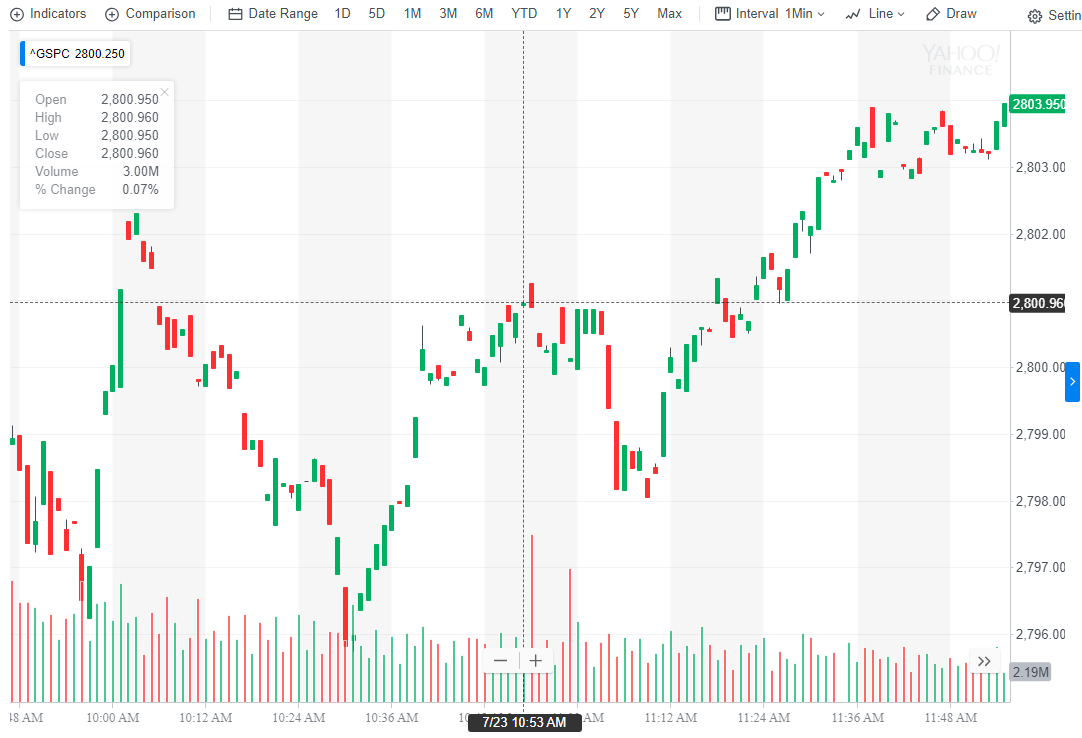 Indicators Comparison Date Range 1D 5D 1M 3M 6M YTD 1Y 2Y 5Y Max Interval 1Min Line Draw Settin
^GSPC 2800.250
YAHOO!
FINANCE
Open 2,800.950
High 2,800.960
Low 2,800.950
Close 2,800.960
Volume 3.00M
% Change 0.07%
2803.950
2,803.00
2,802.00
2,800.96
2,800.00
2,799.00
2,798.00
2,797.00
2,796.00
2.19M
48 AM 10:00 AM 10:12 AM 10:24 AM 10:36 AM AM 11:12 AM 11:24 AM 11:36 AM 11:48 AM
7/23 10:53 AM